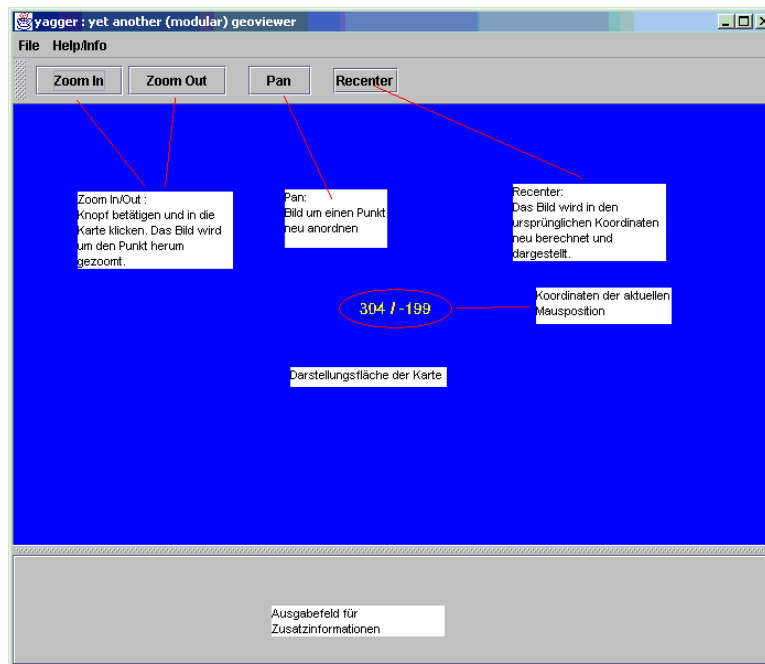 yagger : yet another (modular) geoviewer
File Help/Info
Zoom In Zoom Out Pan Recenter
Zoom In/Out :
Knopf betätigen und in die
Karte klicken. Das Bild wird
um den Punkt herum
gezoomt.
Pan:
Bild um einen Punkt
neu anordnen
Recenter:
Das Bild wird in den
ursprünglichen Koordinaten
neu berechnet und
dargestellt.
304 / -199
Koordinaten der aktuellen
Mausposition
Darstellungsfläche der Karte
Ausgabefeld für
Zusatzinformationen